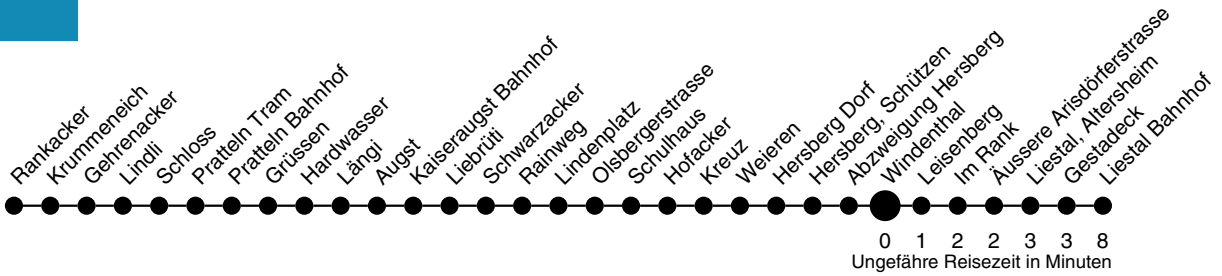 Rankacker
Krummeneich
Gehrenacker
Lindli
Schloss
Pratteln Tram
Pratteln Bahnhof
Grüssen
Hardwasser
Längi
Augst
Kaiseraugst Bahnhof
Liebrüti
Schwarzacker
Rainweg
Lindenplatz
Olsbergerstrasse
Schulhaus
Hofacker
Kreuz
Weieren
Hersberg Dorf
Hersberg, Schützen
Abzweigung Hersberg
Windenthal
Leisenberg
Im Rank
Äussere Arisdörferstrasse
Liestal, Altersheim
Gestadeck
Liestal Bahnhof
0 1 2 2 3 3 8
Ungefähre Reisezeit in Minuten